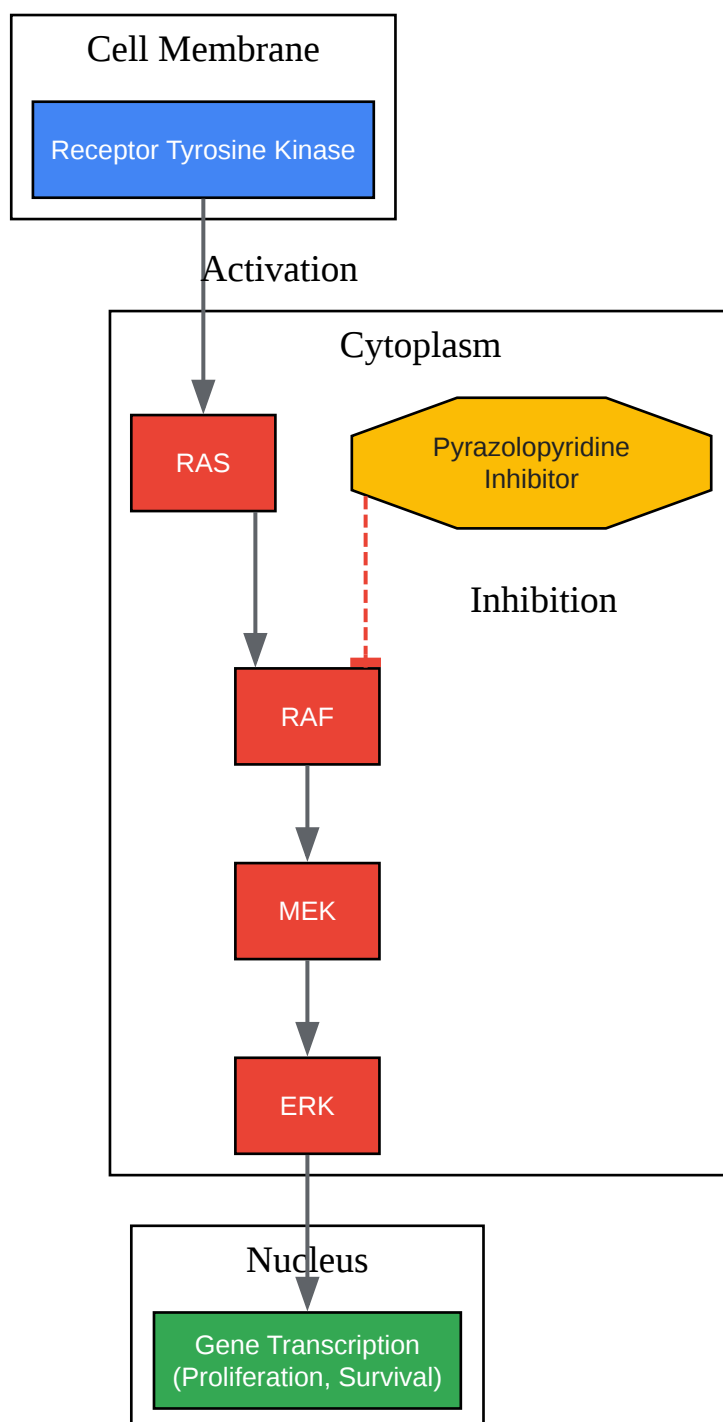 Cell Membrane
Receptor Tyrosine Kinase
Activation
Cytoplasm
RAS
Pyrazolopyridine
Inhibitor
Inhibition
RAF
MEK
ERK
Nucleus
Gene Transcription
(Proliferation, Survival)